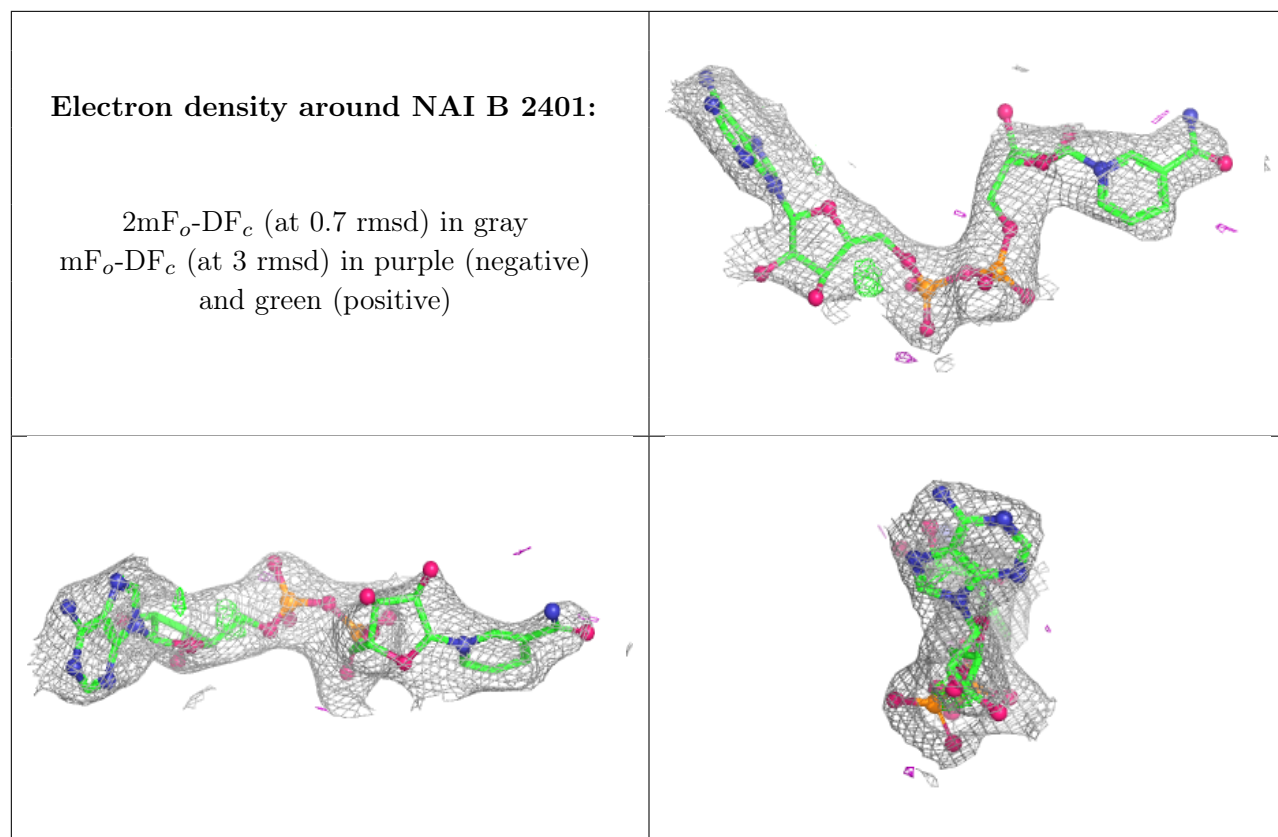 Electron density around NAI B 2401:
2mFo-DFc (at 0.7 rmsd) in gray
mFo-DFc (at 3 rmsd) in purple (negative)
and green (positive)